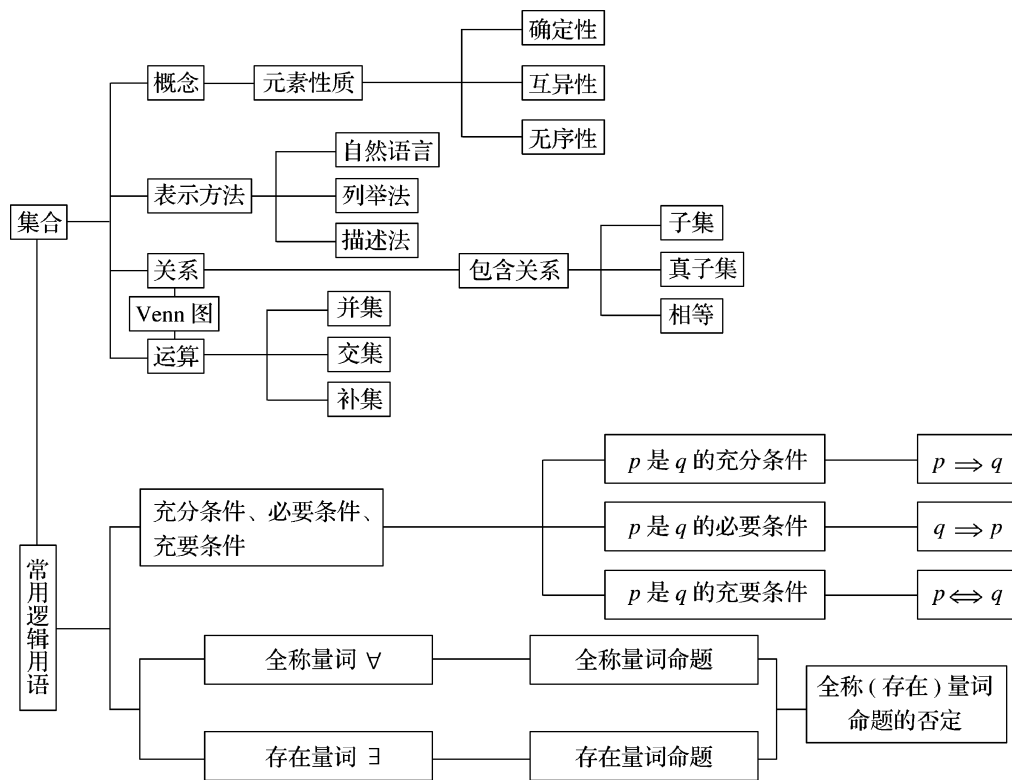 集合
概念
元素性质
确定性
互异性
无序性
表示方法
自然语言
列举法
描述法
关系
包含关系
子集
真子集
相等
Venn 图
运算
并集
交集
补集
常用逻辑用语
充分条件、必要条件、
充要条件
p 是 q 的充分条件
p ⇒ q
p 是 q 的必要条件
q ⇒ p
p 是 q 的充要条件
p ⇔ q
全称量词 ∀
全称量词命题
存在量词 ∃
存在量词命题
全称（存在）量词
命题的否定